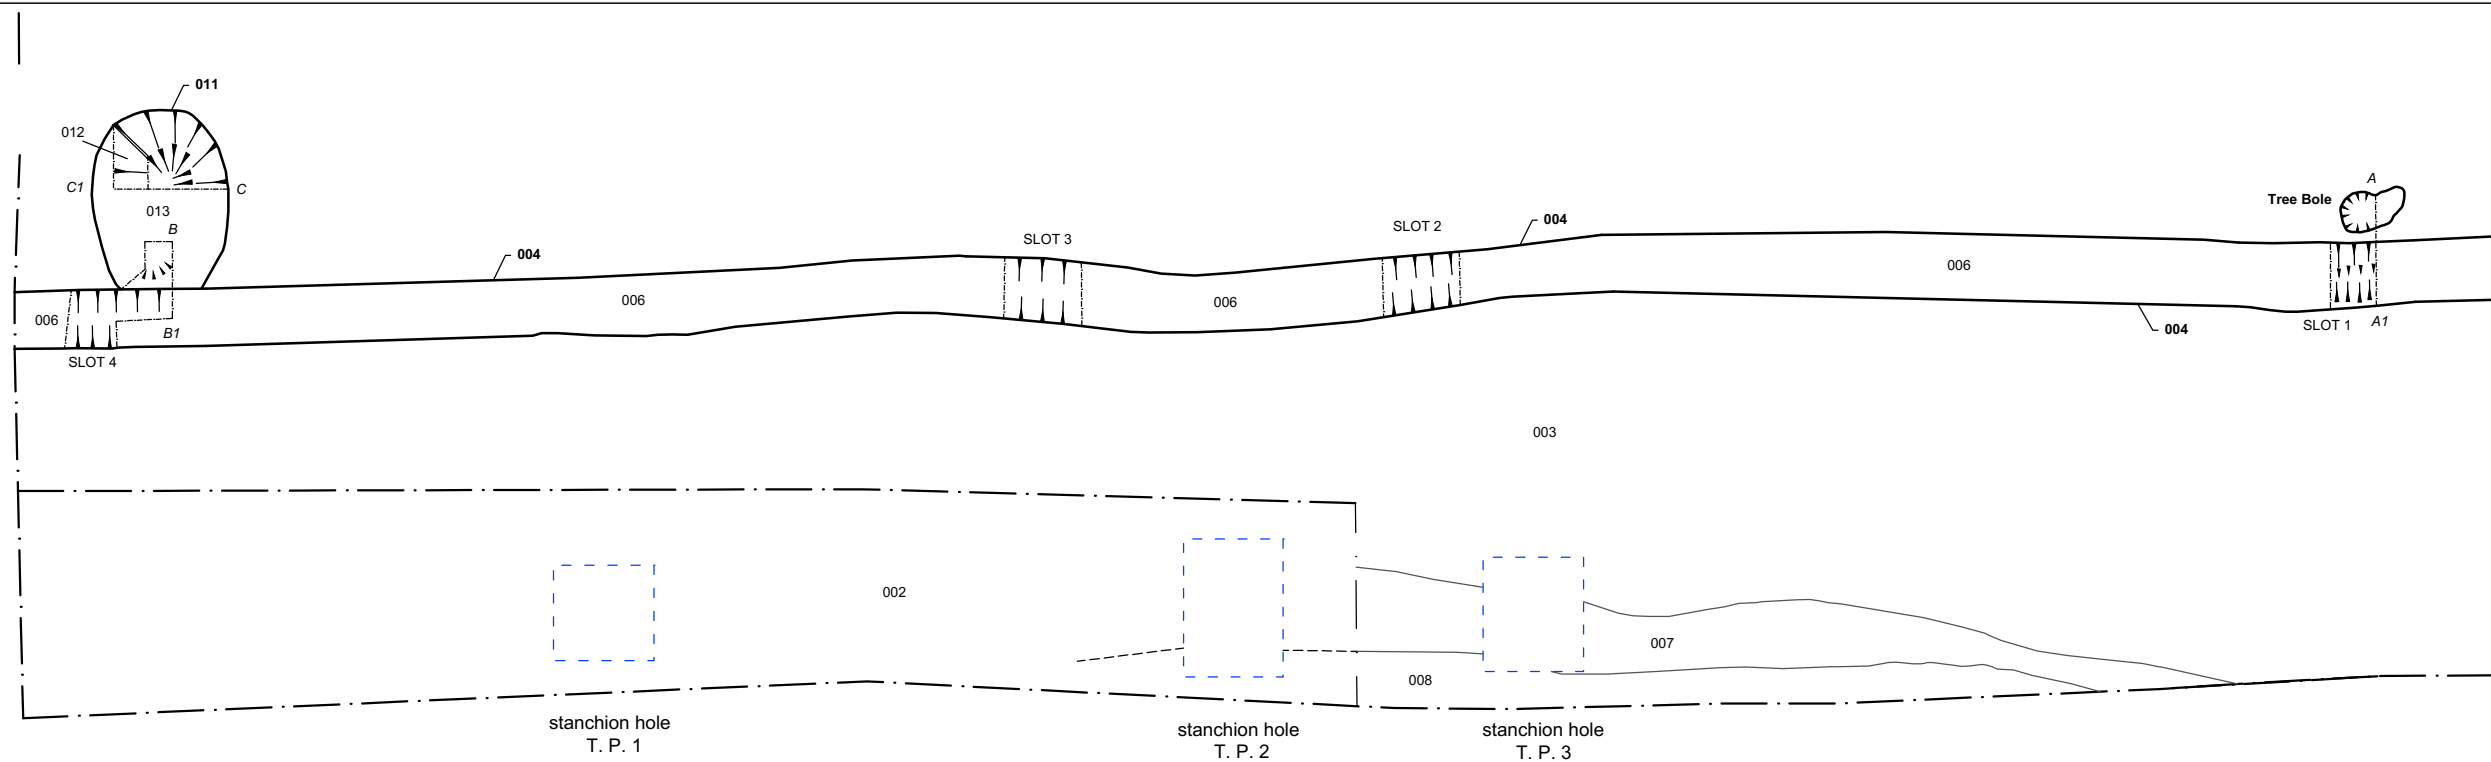 011
012
C1
C
013
B
006
B1
SLOT 4
004
006
SLOT 3
006
SLOT 2
004
006
Tree Bole
A
SLOT 1
A1
004
003
002
007
008
stanchion hole
T. P. 1
stanchion hole
T. P. 2
stanchion hole
T. P. 3